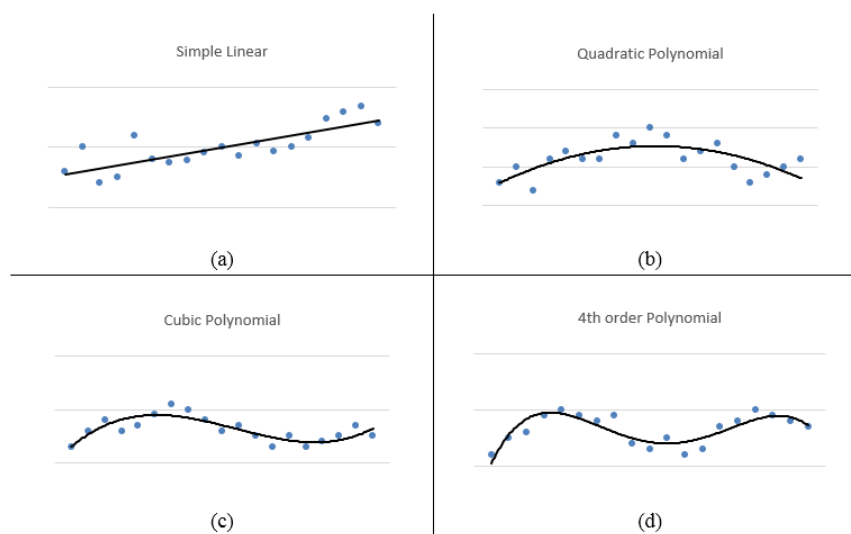 Simple Linear
(a)
Quadratic Polynomial
(b)
Cubic Polynomial
(c)
4th order Polynomial
(d)